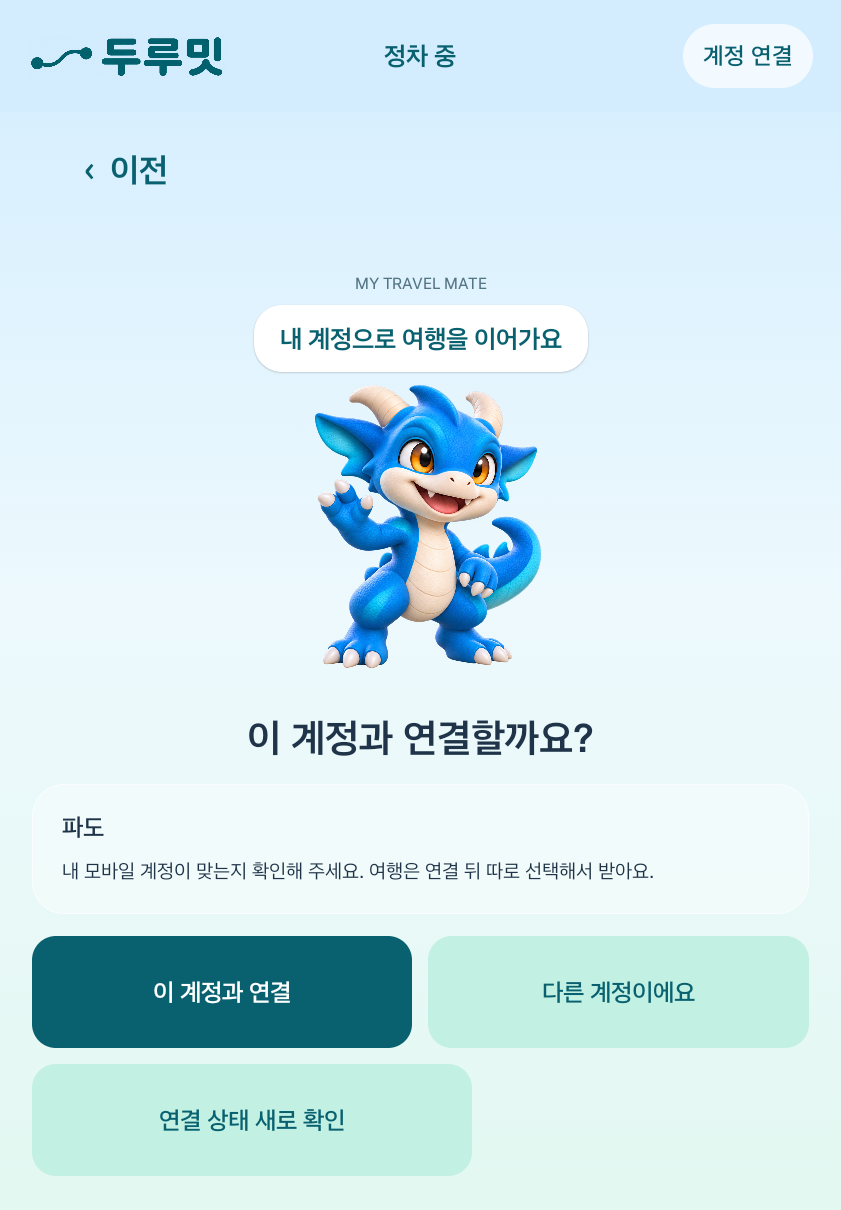 두루밋
정차 중
계정 연결
‹ 이전
MY TRAVEL MATE
내 계정으로 여행을 이어가요
이 계정과 연결할까요?
파도
내 모바일 계정이 맞는지 확인해 주세요. 여행은 연결 뒤 따로 선택해서 받아요.
이 계정과 연결
다른 계정이에요
연결 상태 새로 확인